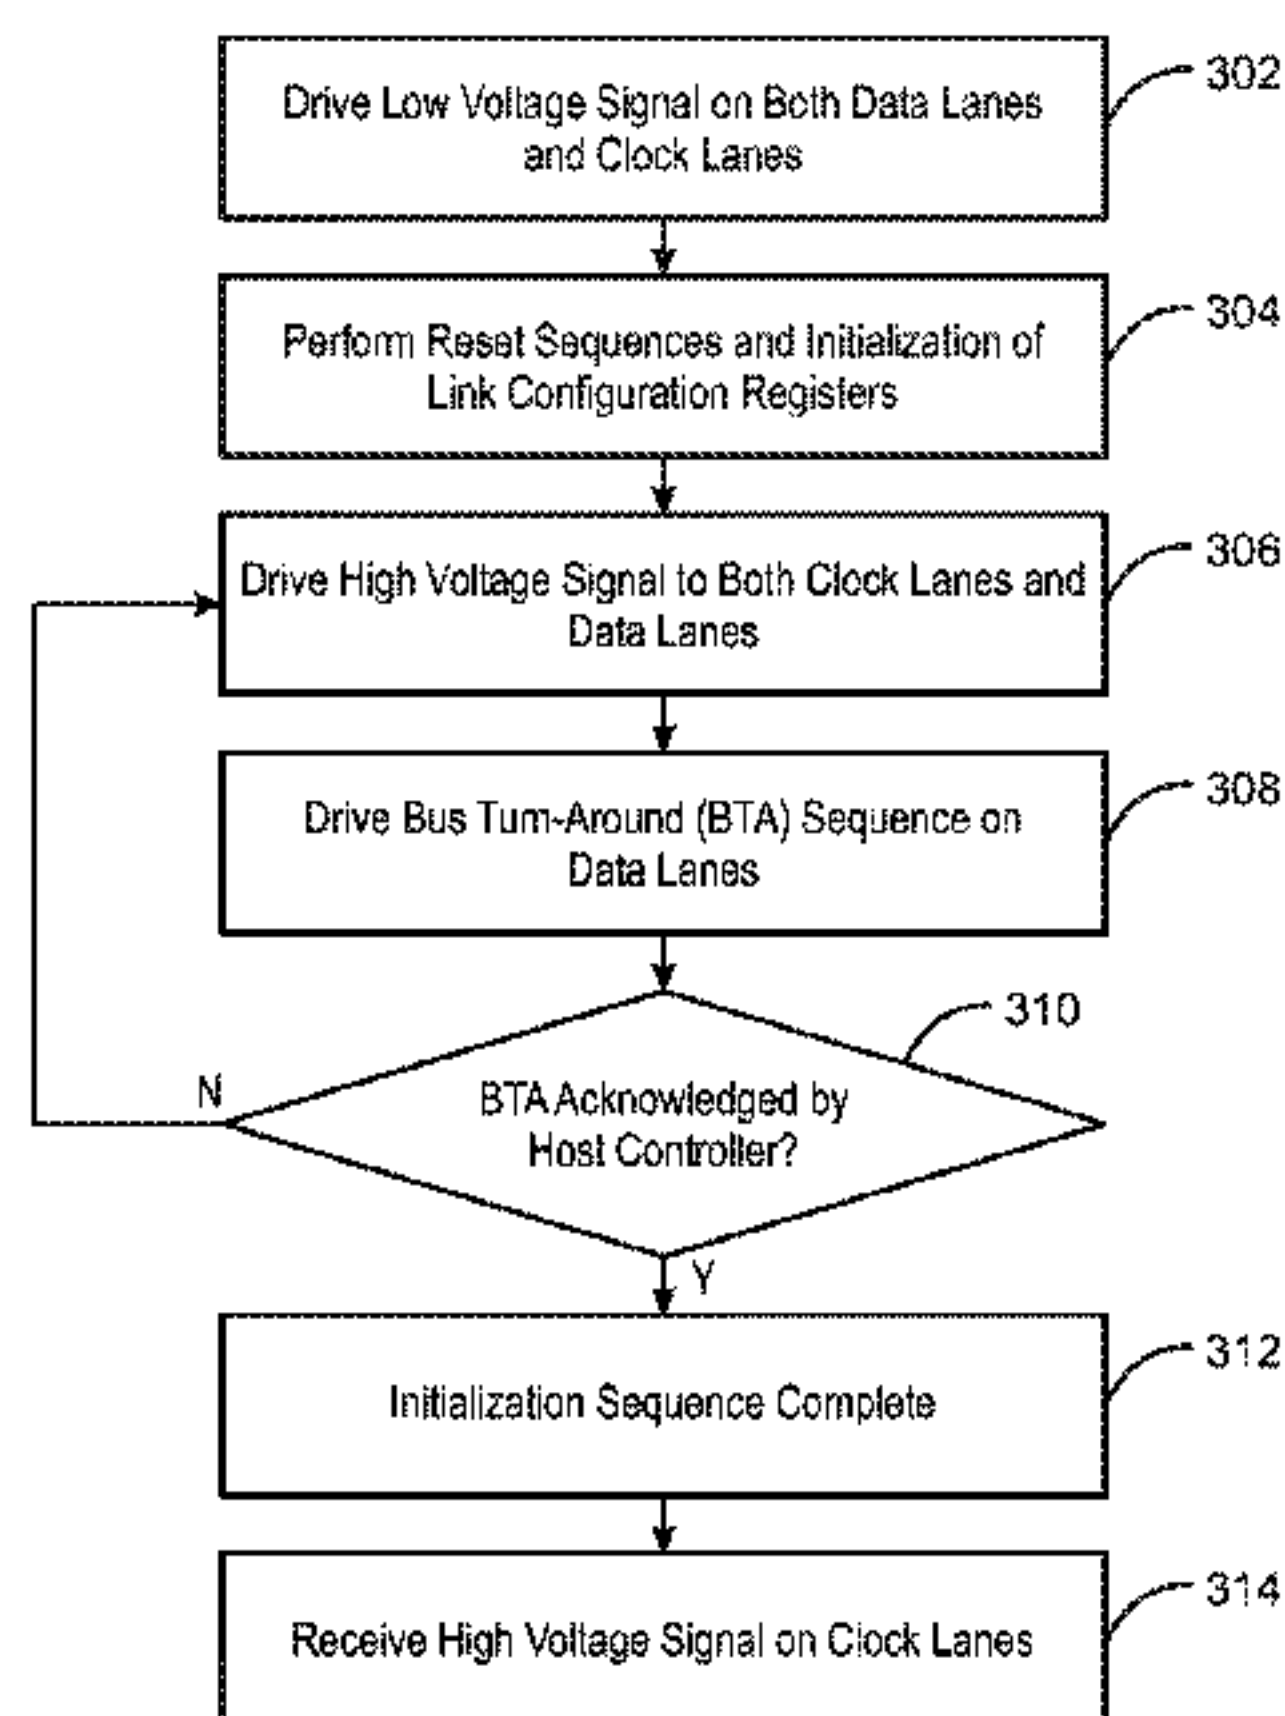 Drive Low Voltage Signal on Both Data Lanes
and Clock Lanes
302
Perform Reset Sequences and Initialization of
Link Configuration Registers
304
Drive High Voltage Signal to Both Clock Lanes and
Data Lanes
306
Drive Bus Turn-Around (BTA) Sequence on
Data Lanes
308
310
BTA Acknowledged by
Host Controller?
N
Y
Initialization Sequence Complete
312
Receive High Voltage Signal on Clock Lanes
314